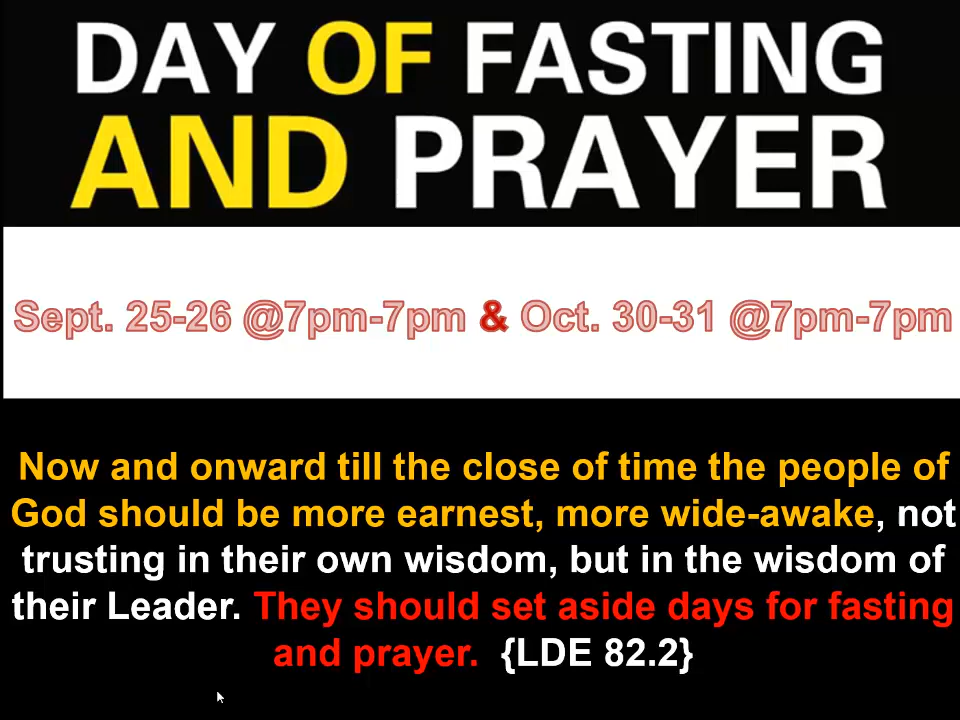 DAY OF FASTING
AND PRAYER
Sept. 25-26 @7pm-7pm & Oct. 30-31 @7pm-7pm
Now and onward till the close of time the people of
God should be more earnest, more wide-awake, not
trusting in their own wisdom, but in the wisdom of
their Leader. They should set aside days for fasting
and prayer. {LDE 82.2}